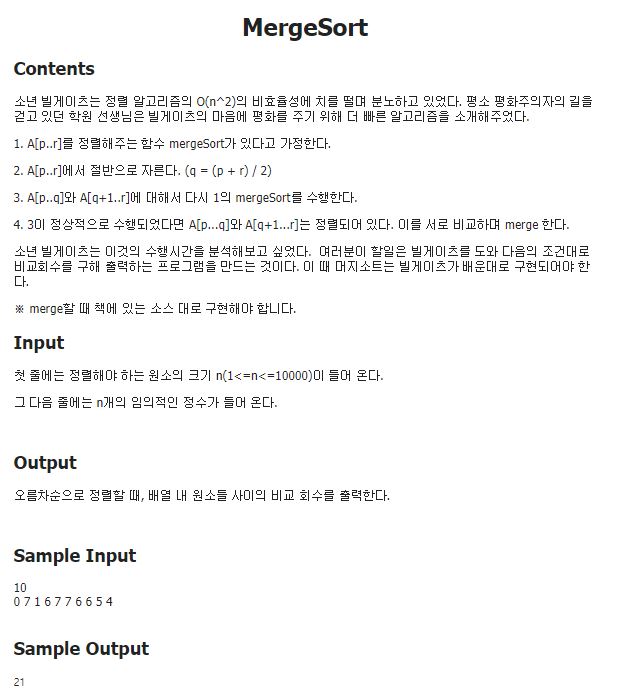 MergeSort
Contents
소년 빌게이츠는 정렬 알고리즘의 O(n^2)의 비효율성에 치를 떨며 분노하고 있었다. 평소 평화주의자의 길을
걷고 있던 학원 선생님은 빌게이츠의 마음에 평화를 주기 위해 더 빠른 알고리즘을 소개해주었다.
1. A[p..r]를 정렬해주는 함수 mergeSort가 있다고 가정한다.
2. A[p..r]에서 절반으로 자른다. (q = (p + r) / 2)
3. A[p..q]와 A[q+1..r]에 대해서 다시 1의 mergeSort를 수행한다.
4. 3이 정상적으로 수행되었다면 A[p...q]와 A[q+1...r]는 정렬되어 있다. 이를 서로 비교하며 merge 한다.
소년 빌게이츠는 이것의 수행시간을 분석해보고 싶었다. 여러분이 할일은 빌게이츠를 도와 다음의 조건대로
비교회수를 구해 출력하는 프로그램을 만드는 것이다. 이 때 머지소트는 빌게이츠가 배운대로 구현되어야 한
다.
※ merge할 때 책에 있는 소스 대로 구현해야 합니다.
Input
첫 줄에는 정렬해야 하는 원소의 크기 n(1<=n<=10000)이 들어 온다.
그 다음 줄에는 n개의 임의적인 정수가 들어 온다.
Output
오름차순으로 정렬할 때, 배열 내 원소들 사이의 비교 회수를 출력한다.
Sample Input
10
0 7 1 6 7 7 6 6 5 4
Sample Output
21